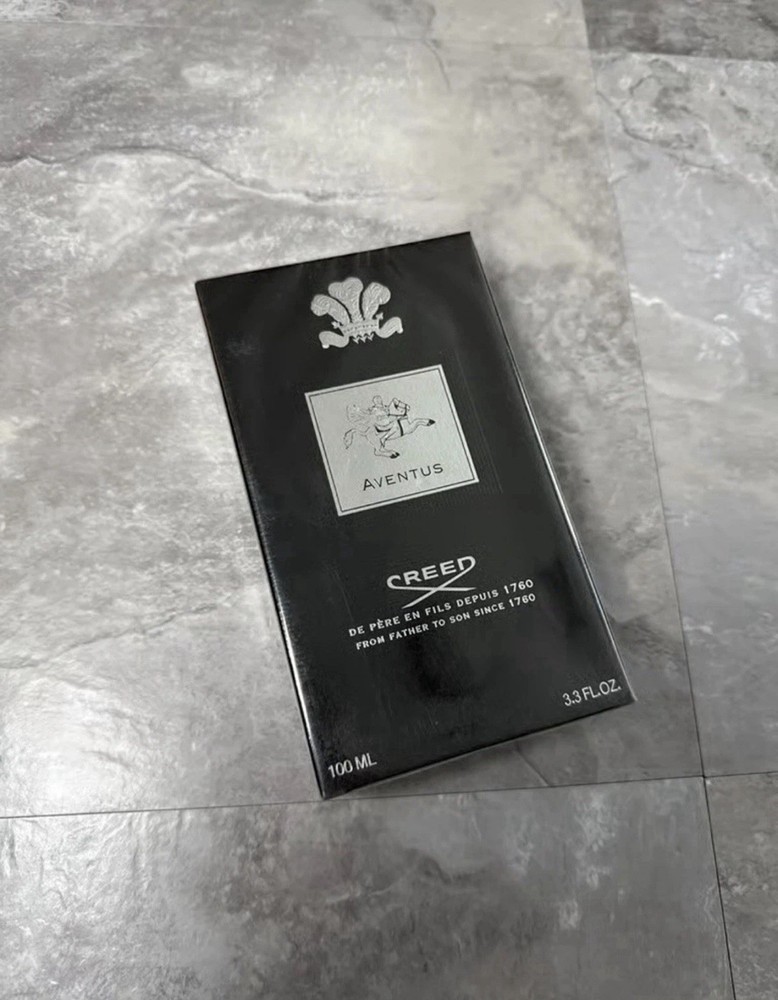 AVENTUS
CREED
DE PÈRE EN FILS DEPUIS 1760
FROM FATHER TO SON SINCE 1760
3.3 FL.OZ.
100 ML